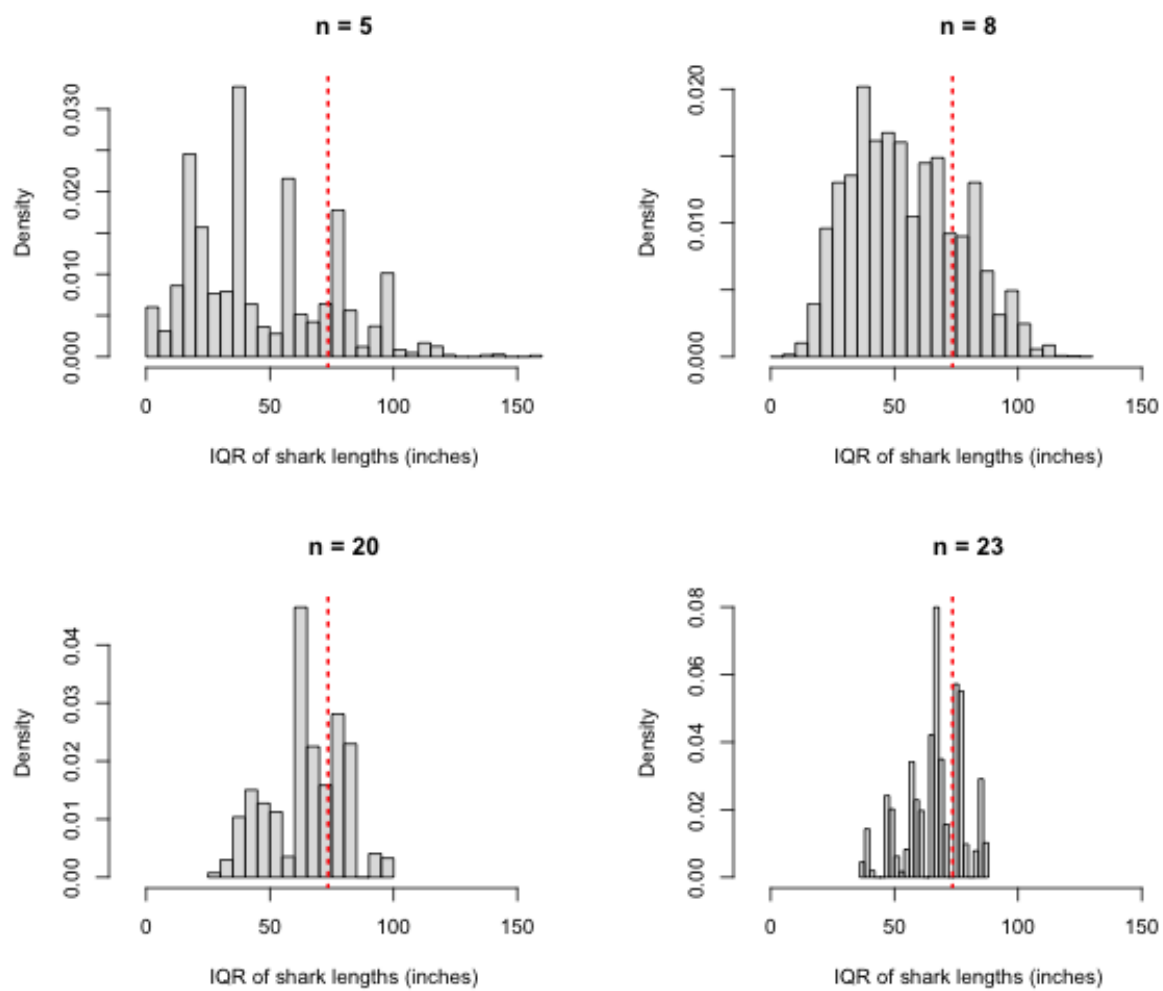 n = 5
0.030
0.020
0.010
0.000
Density
0
50
100
150
IQR of shark lengths (inches)
n = 8
0.020
0.010
0.000
Density
0
50
100
150
IQR of shark lengths (inches)
n = 20
0.04
0.03
0.02
0.01
0.00
Density
0
50
100
150
IQR of shark lengths (inches)
n = 23
0.08
0.06
0.04
0.02
0.00
Density
0
50
100
150
IQR of shark lengths (inches)